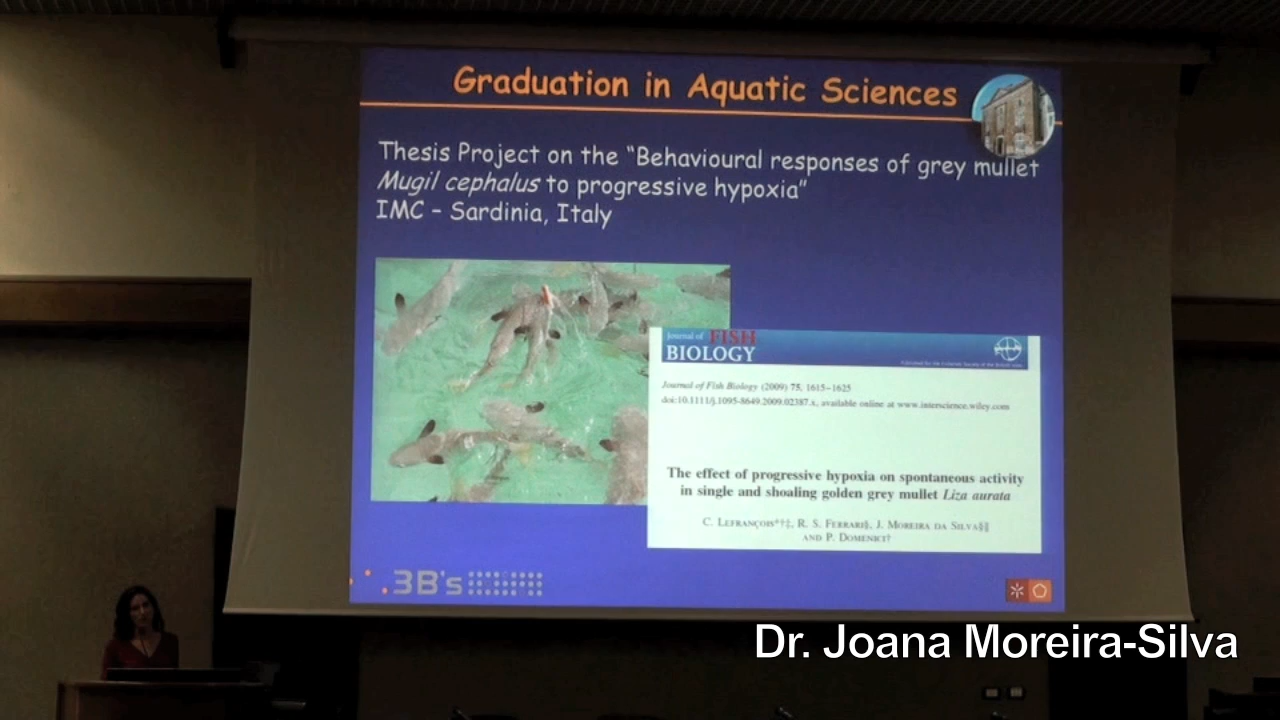 Graduation in Aquatic Sciences
Thesis Project on the “Behavioural responses of grey mullet
Mugil cephalus to progressive hypoxia”
IMC – Sardinia, Italy
Journal of FISH
BIOLOGY
Journal of Fish Biology (2009) 75, 1615–1625
doi:10.1111/j.1095-8649.2009.02387.x, available online at www.interscience.wiley.com
The effect of progressive hypoxia on spontaneous activity
in single and shoaling golden grey mullet Liza aurata
C. LEFRANÇOIS*†‡, R. S. FERRARI§, J. MOREIRA DA SILVA§§
AND P. DOMENICI†
3B's
Dr. Joana Moreira-Silva